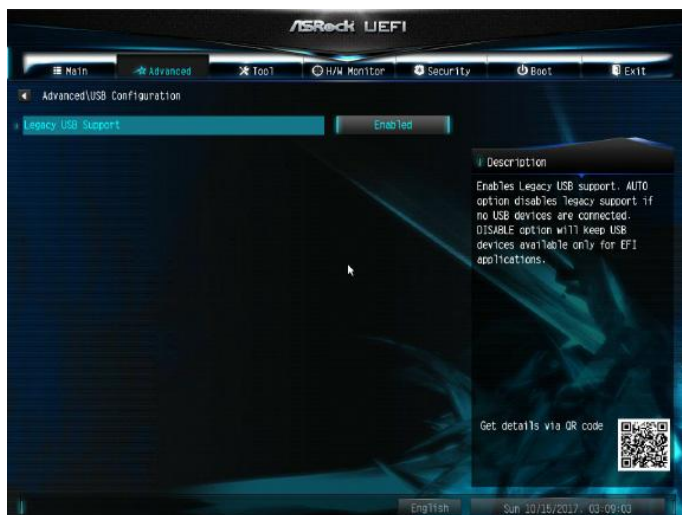 ASRock UEFI
Main Advanced Tool H/W Monitor Security Boot Exit
Advanced\USB Configuration
Legacy USB Support Enabled
Description
Enables Legacy USB support. AUTO
option disables legacy support if
no USB devices are connected.
DISABLE option will keep USB
devices available only for EFI
applications.
Get details via QR code
English Sun 10/15/2017. 03:09:03